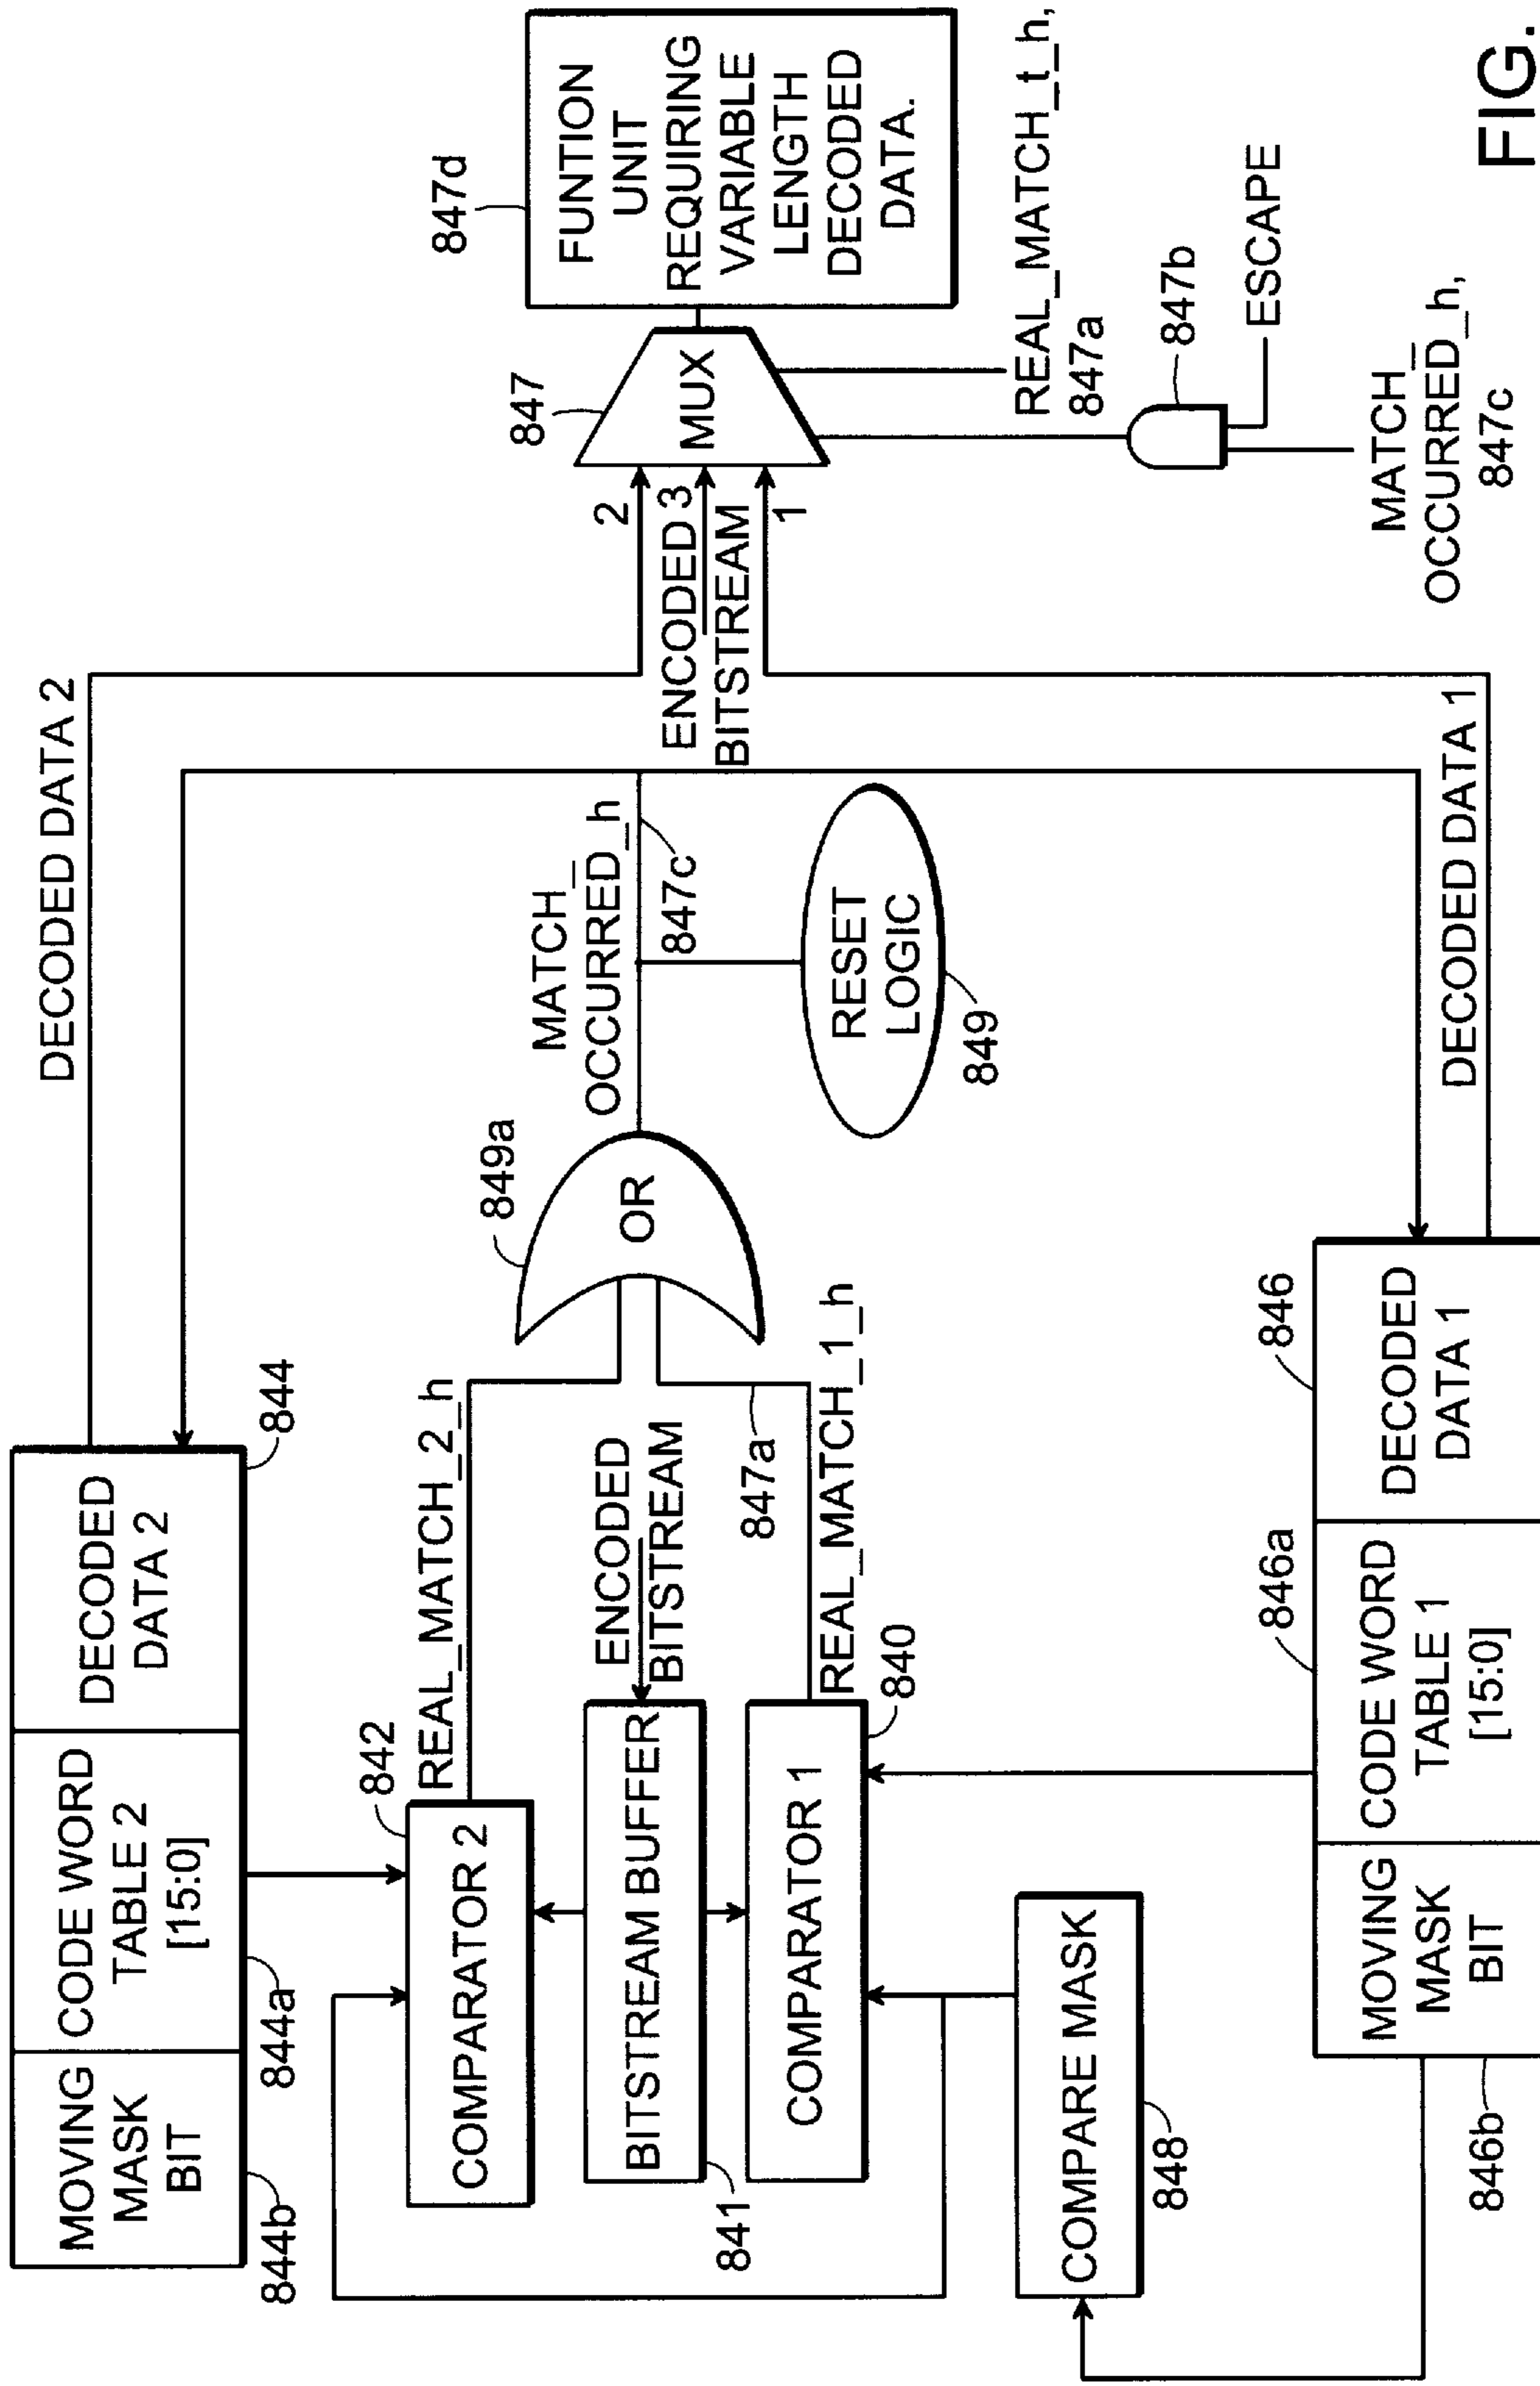 MOVING
MASK
BIT
CODE WORD
TABLE 2
[15:0]
DECODED
DATA 2
844b
844a
844
DECODED DATA 2
842
COMPARATOR 2
REAL_MATCH_2_h
BITSTREAM BUFFER
841
ENCODED
BITSTREAM
COMPARATOR 1
840
847a
REAL_MATCH_1_h
849a
OR
MATCH_
OCCURRED_h
847c
RESET
LOGIC
849
COMPARE MASK
848
846a
846
MOVING
MASK
BIT
CODE WORD
TABLE 1
[15:0]
DECODED
DATA 1
846b
DECODED DATA 1
2
ENCODED 3
BITSTREAM
1
847
MUX
847d
FUNTION
UNIT
REQUIRING
VARIABLE
LENGTH
DECODED
DATA.
REAL_MATCH_t_h,
847a
847b
ESCAPE
MATCH_
OCCURRED_h,
847c
FIG.